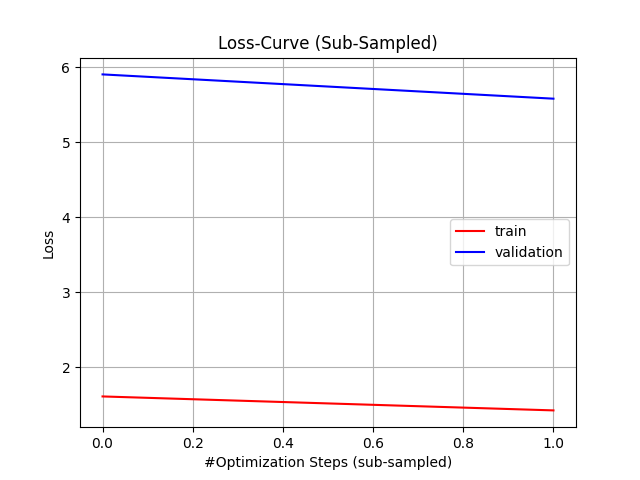 Loss-Curve (Sub-Sampled)
6
5
4
3
2
Loss
train
validation
0.0 0.2 0.4 0.6 0.8 1.0
#Optimization Steps (sub-sampled)